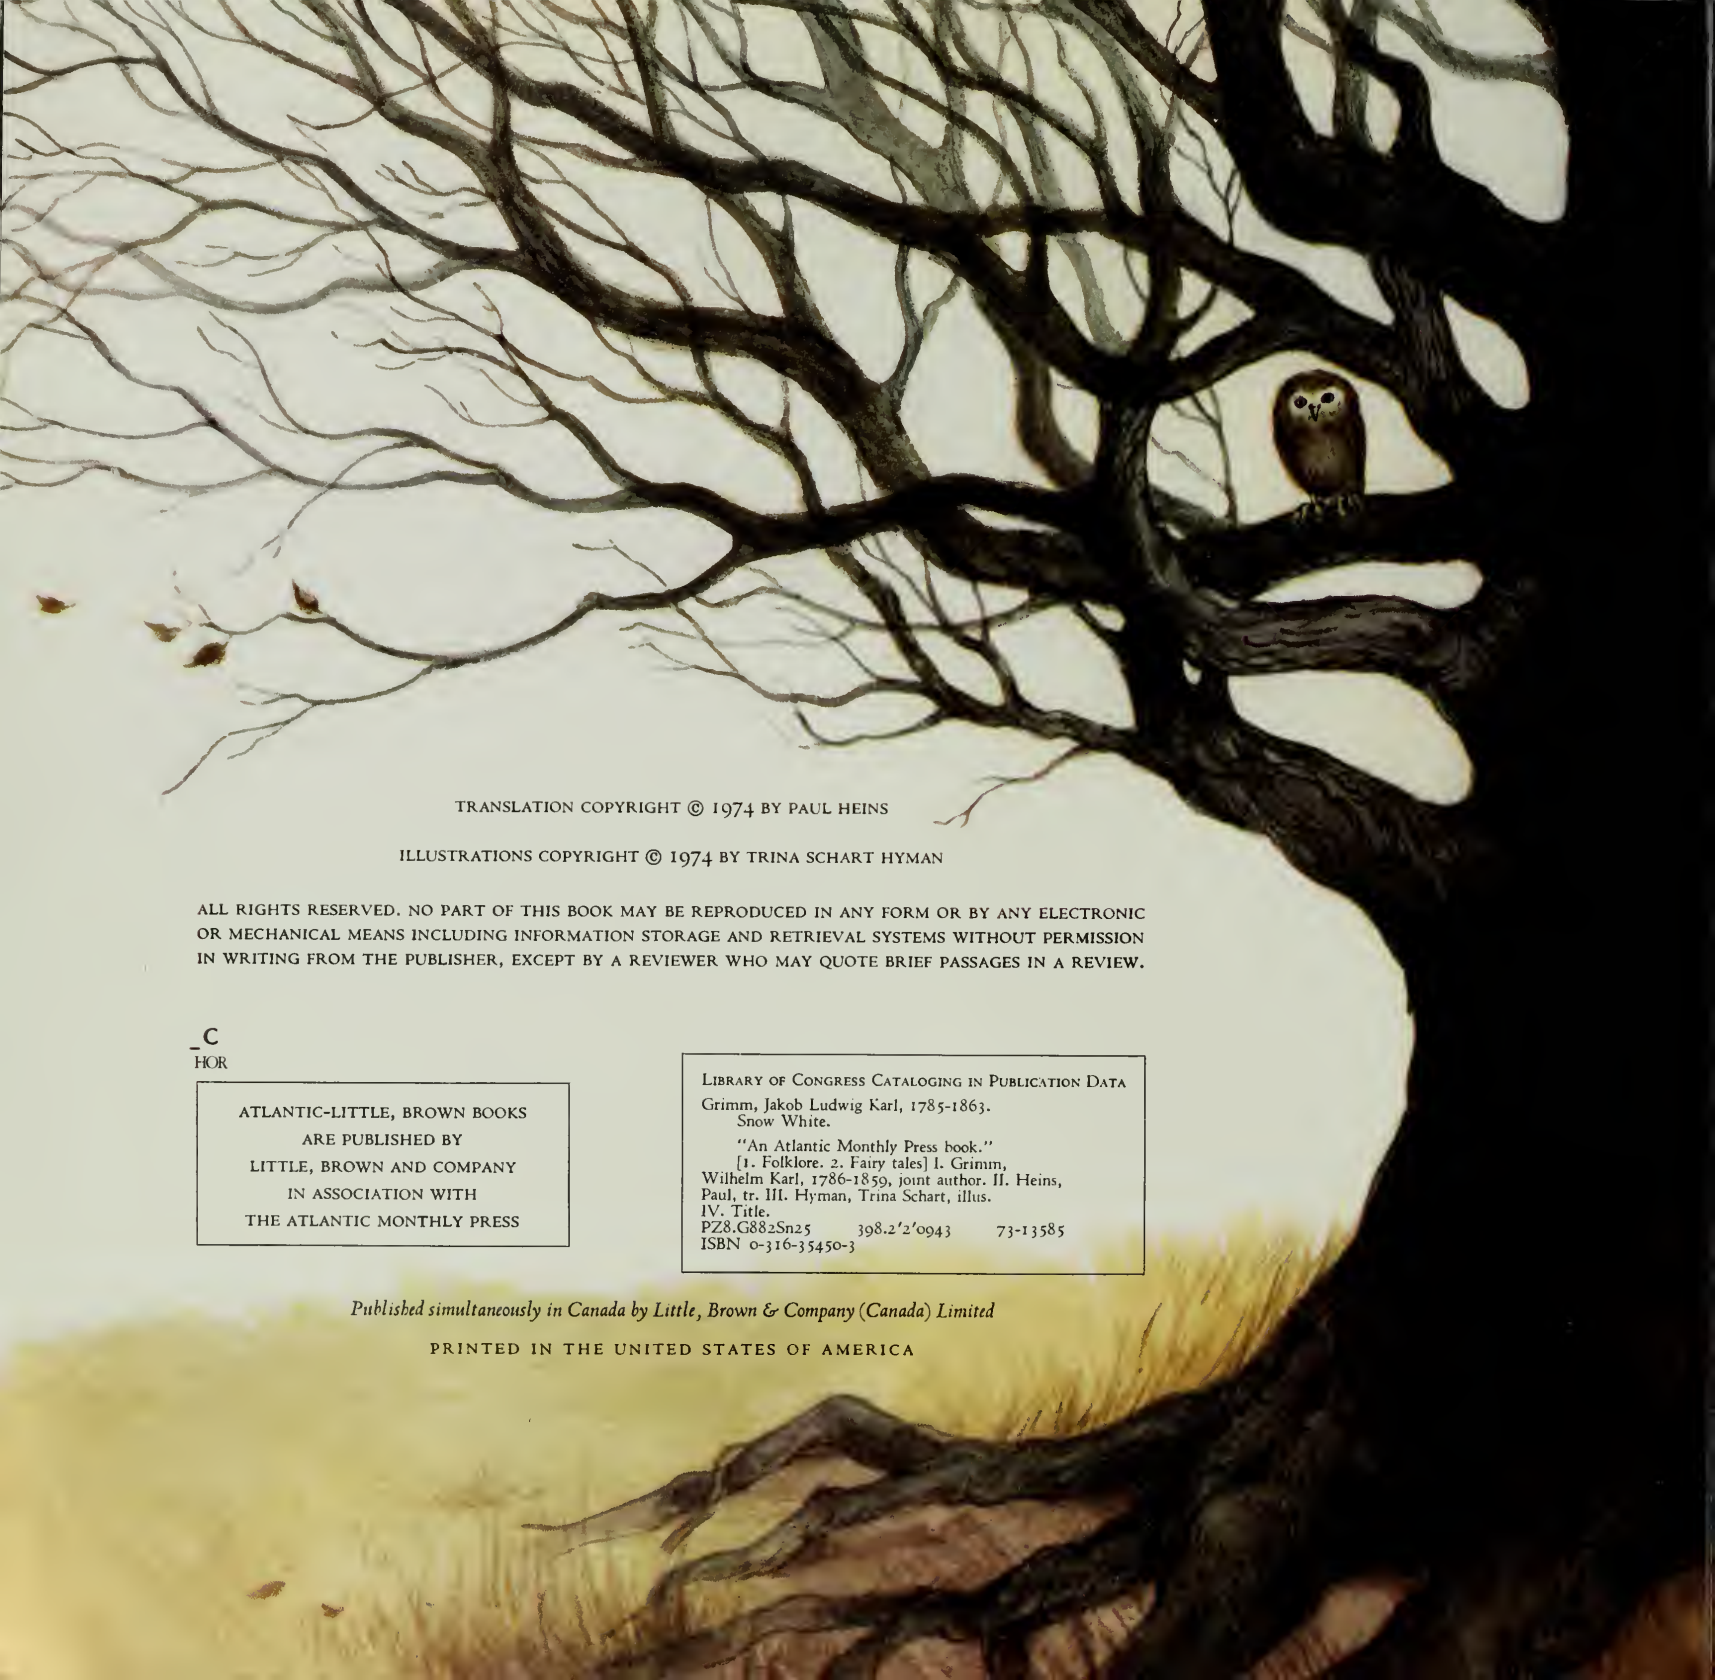 TRANSLATION COPYRIGHT © 1974 BY PAUL HEINS
ILLUSTRATIONS COPYRIGHT © 1974 BY TRINA SCHART HYMAN
ALL RIGHTS RESERVED. NO PART OF THIS BOOK MAY BE REPRODUCED IN ANY FORM OR BY ANY ELECTRONIC
OR MECHANICAL MEANS INCLUDING INFORMATION STORAGE AND RETRIEVAL SYSTEMS WITHOUT PERMISSION
IN WRITING FROM THE PUBLISHER, EXCEPT BY A REVIEWER WHO MAY QUOTE BRIEF PASSAGES IN A REVIEW.
_C
HOR
ATLANTIC-LITTLE, BROWN BOOKS
ARE PUBLISHED BY
LITTLE, BROWN AND COMPANY
IN ASSOCIATION WITH
THE ATLANTIC MONTHLY PRESS
LIBRARY OF CONGRESS CATALOGING IN PUBLICATION DATA
Grimm, Jakob Ludwig Karl, 1785-1863.
Snow White.
"An Atlantic Monthly Press book."
[1. Folklore. 2. Fairy tales] I. Grimm,
Wilhelm Karl, 1786-1859, joint author. II. Heins,
Paul, tr. III. Hyman, Trina Schart, illus.
IV. Title.
PZ8.G882Sn25 398.2'2'0943 73-13585
ISBN 0-316-35450-3
Published simultaneously in Canada by Little, Brown & Company (Canada) Limited
PRINTED IN THE UNITED STATES OF AMERICA